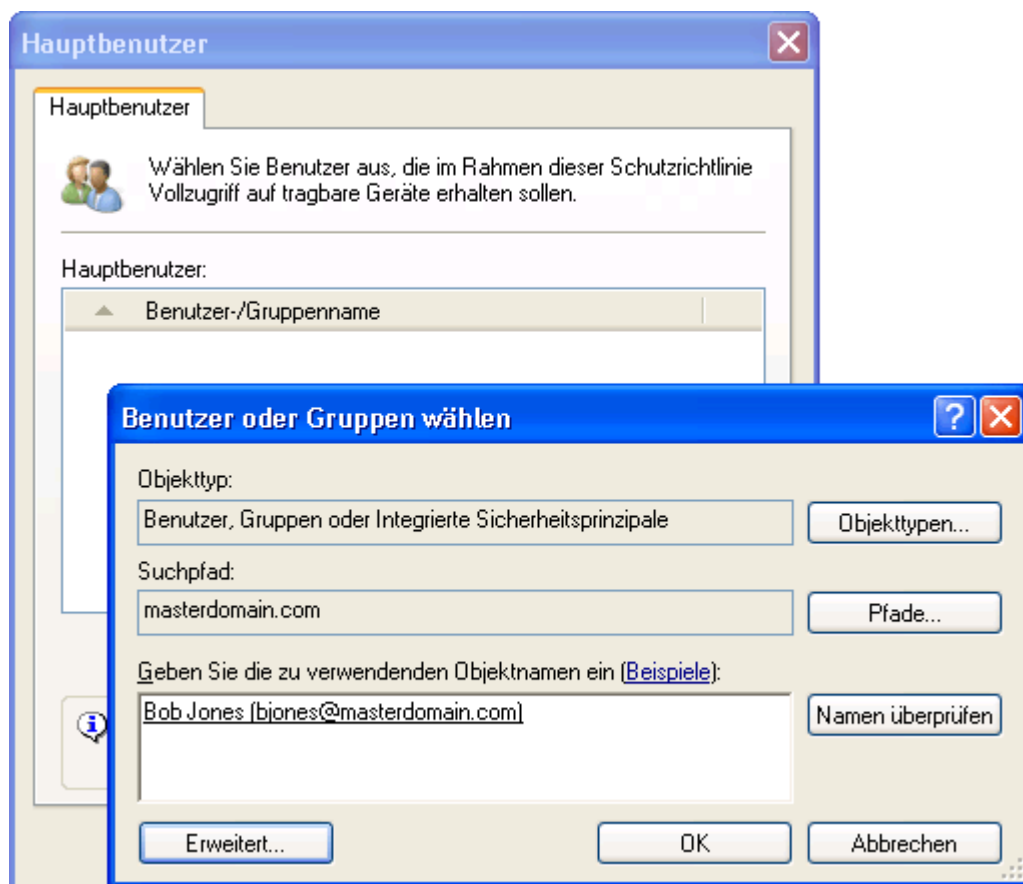 Hauptbenutzer
Hauptbenutzer
Wählen Sie Benutzer aus, die im Rahmen dieser Schutzrichtlinie
Vollzugriff auf tragbare Geräte erhalten sollen.
Hauptbenutzer:
Benutzer-/Gruppenname
Benutzer oder Gruppen wählen
Objekttyp:
Benutzer, Gruppen oder Integrierte Sicherheitsprinzipale
Objekttypen...
Suchpfad:
masterdomain.com
Pfade...
Geben Sie die zu verwendenden Objektnamen ein (Beispiele):
Bob Jones (bjones@masterdomain.com)
Namen überprüfen
Erweitert...
OK
Abbrechen